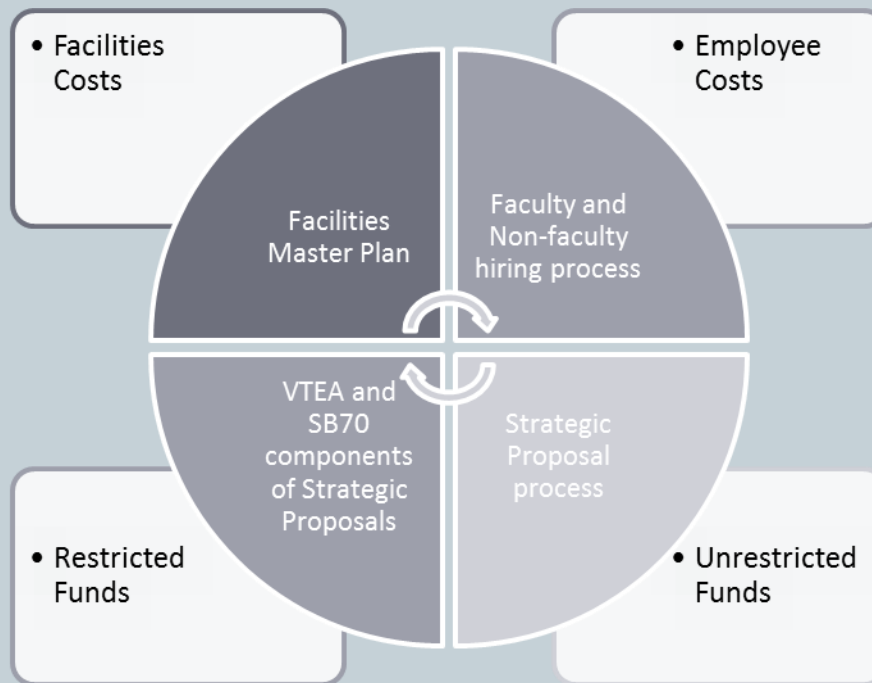 • Facilities
Costs
• Employee
Costs
Facilities
Master Plan
Faculty and
Non-faculty
hiring process
VTEA and
SB70
components
of Strategic
Proposals
Strategic
Proposal
process
• Restricted
Funds
• Unrestricted
Funds